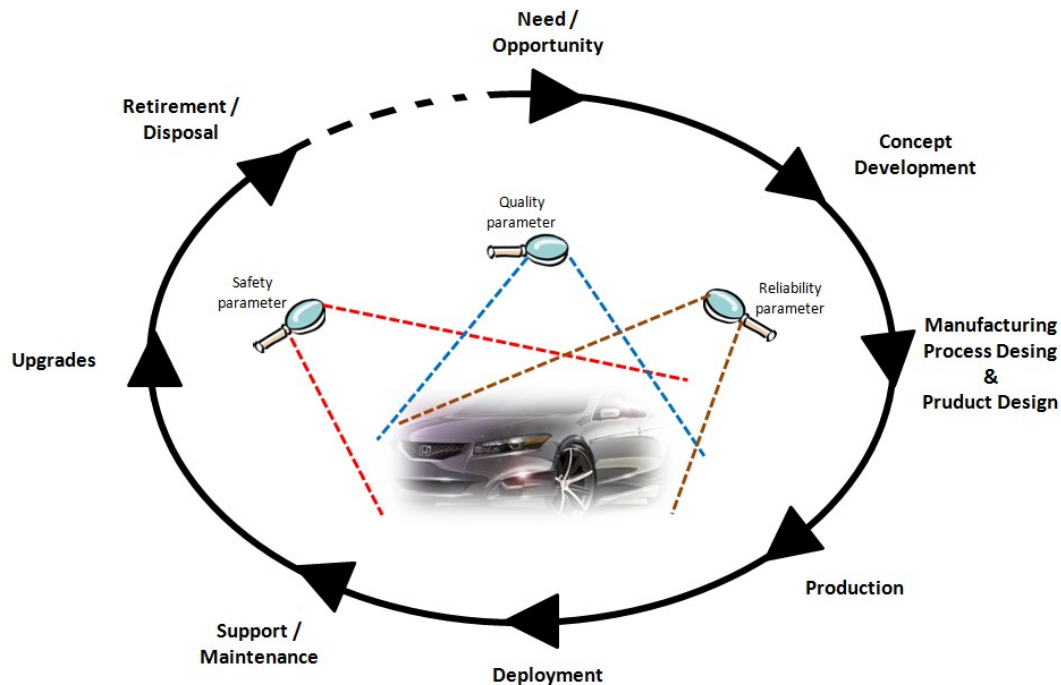 Need /
Opportunity
Retirement /
Disposal
Concept
Development
Quality
parameter
Safety
parameter
Reliability
parameter
Upgrades
Manufacturing
Process Desing
&
Pruduct Design
Production
Support /
Maintenance
Deployment